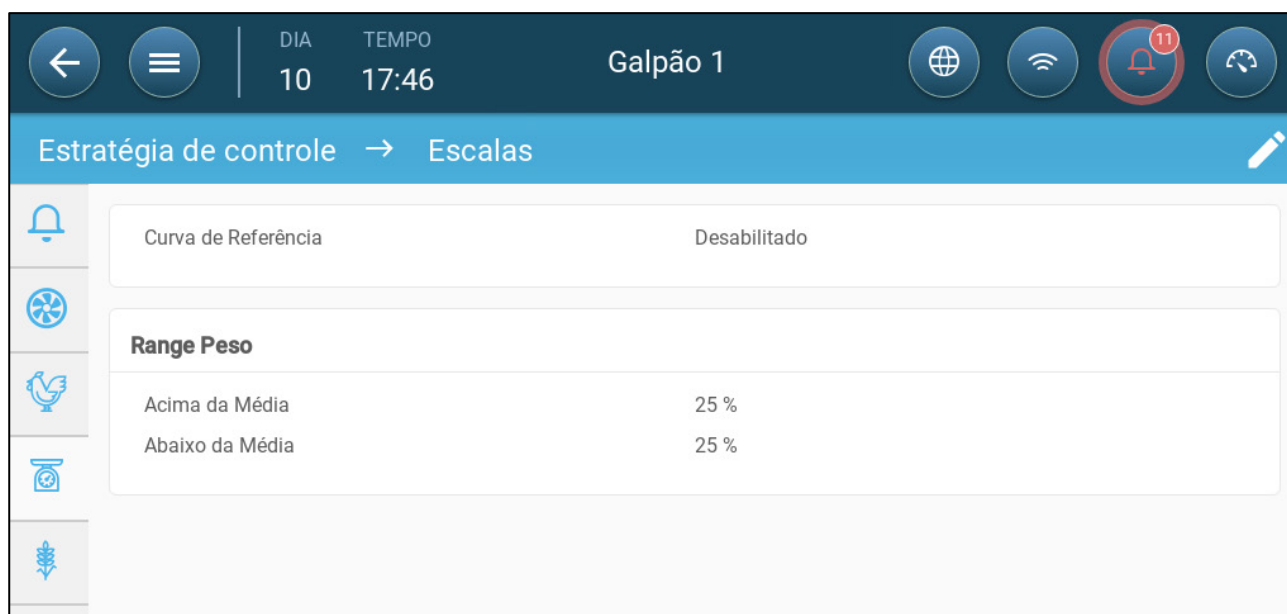 DIA TEMPO
10 17:46 Galpão 1 11
Estratégia de controle → Escalas
Curva de Referência Desabilitado
Range Peso
Acima da Média 25 %
Abaixo da Média 25 %